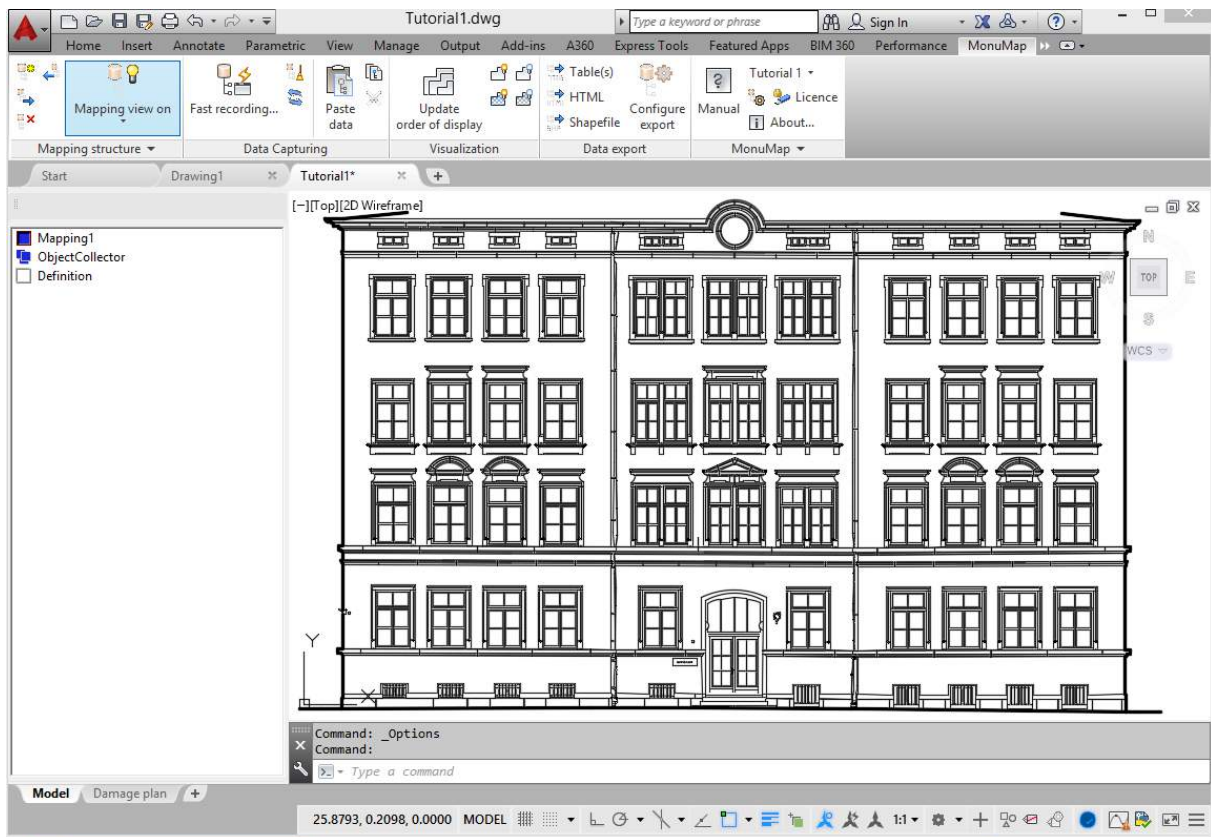 Tutorial1.dwg
Type a keyword or phrase
Sign In
Home Insert Annotate Parametric View Manage Output Add-ins A360 Express Tools Featured Apps BIM 360 Performance MonuMap
Mapping view on
Fast recording...
Paste
data
Update
order of display
Table(s)
HTML
Shapefile
Configure
export
Manual
Tutorial 1
Licence
About...
Mapping structure Data Capturing Visualization Data export MonuMap
Start Drawing1 Tutorial1*
[−][Top][2D Wireframe]
Mapping1
ObjectCollector
Definition
N
W TOP E
S
WCS
Y
X
Command: _Options
Command:
Type a command
Model Damage plan
25.8793, 0.2098, 0.0000 MODEL 1:1